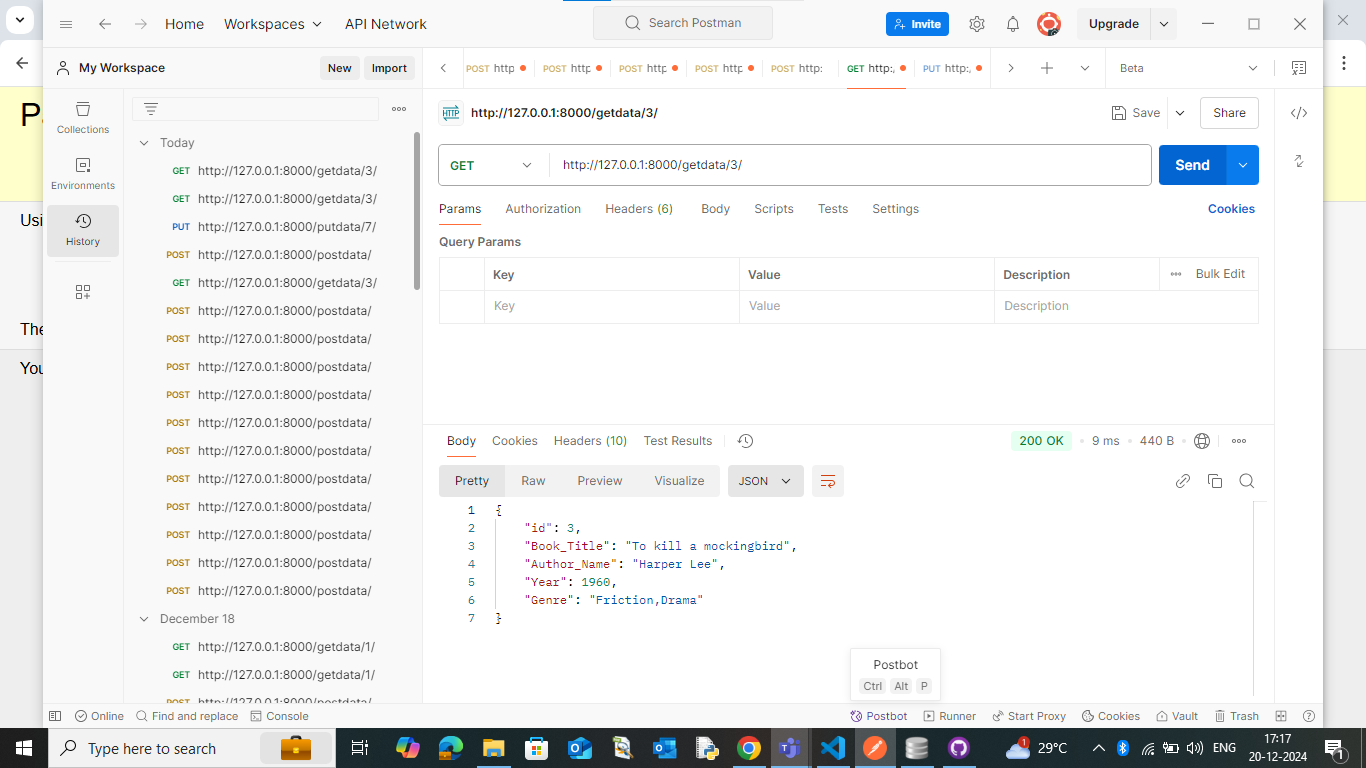 Home
Workspaces
API Network
Search Postman
Invite
Upgrade
My Workspace
New
Import
POST http
POST http
POST http
POST http
POST http:
GET http:,
PUT http:,
Beta
P
Collections
Environments
Usi
History
The
You
Today
GET http://127.0.0.1:8000/getdata/3/
GET http://127.0.0.1:8000/getdata/3/
PUT http://127.0.0.1:8000/putdata/7/
POST http://127.0.0.1:8000/postdata/
GET http://127.0.0.1:8000/getdata/3/
POST http://127.0.0.1:8000/postdata/
POST http://127.0.0.1:8000/postdata/
POST http://127.0.0.1:8000/postdata/
POST http://127.0.0.1:8000/postdata/
POST http://127.0.0.1:8000/postdata/
POST http://127.0.0.1:8000/postdata/
POST http://127.0.0.1:8000/postdata/
POST http://127.0.0.1:8000/postdata/
POST http://127.0.0.1:8000/postdata/
POST http://127.0.0.1:8000/postdata/
POST http://127.0.0.1:8000/postdata/
December 18
GET http://127.0.0.1:8000/getdata/1/
GET http://127.0.0.1:8000/getdata/1/
POST http://127.0.0.1:8000/postdata/
HTTP http://127.0.0.1:8000/getdata/3/
Save
Share
GET
http://127.0.0.1:8000/getdata/3/
Send
Params Authorization Headers (6) Body Scripts Tests Settings
Cookies
Query Params
Key Value Description
Bulk Edit
Key Value Description
Body Cookies Headers (10) Test Results
200 OK 9 ms 440 B
Pretty Raw Preview Visualize JSON
1 {
2 "id": 3,
3 "Book_Title": "To kill a mockingbird",
4 "Author_Name": "Harper Lee",
5 "Year": 1960,
6 "Genre": "Friction,Drama"
7 }
Postbot
Ctrl Alt P
Online
Find and replace
Console
Postbot
Runner
Start Proxy
Cookies
Vault
Trash
Type here to search
1
29°C
ENG
17:17
20-12-2024
1